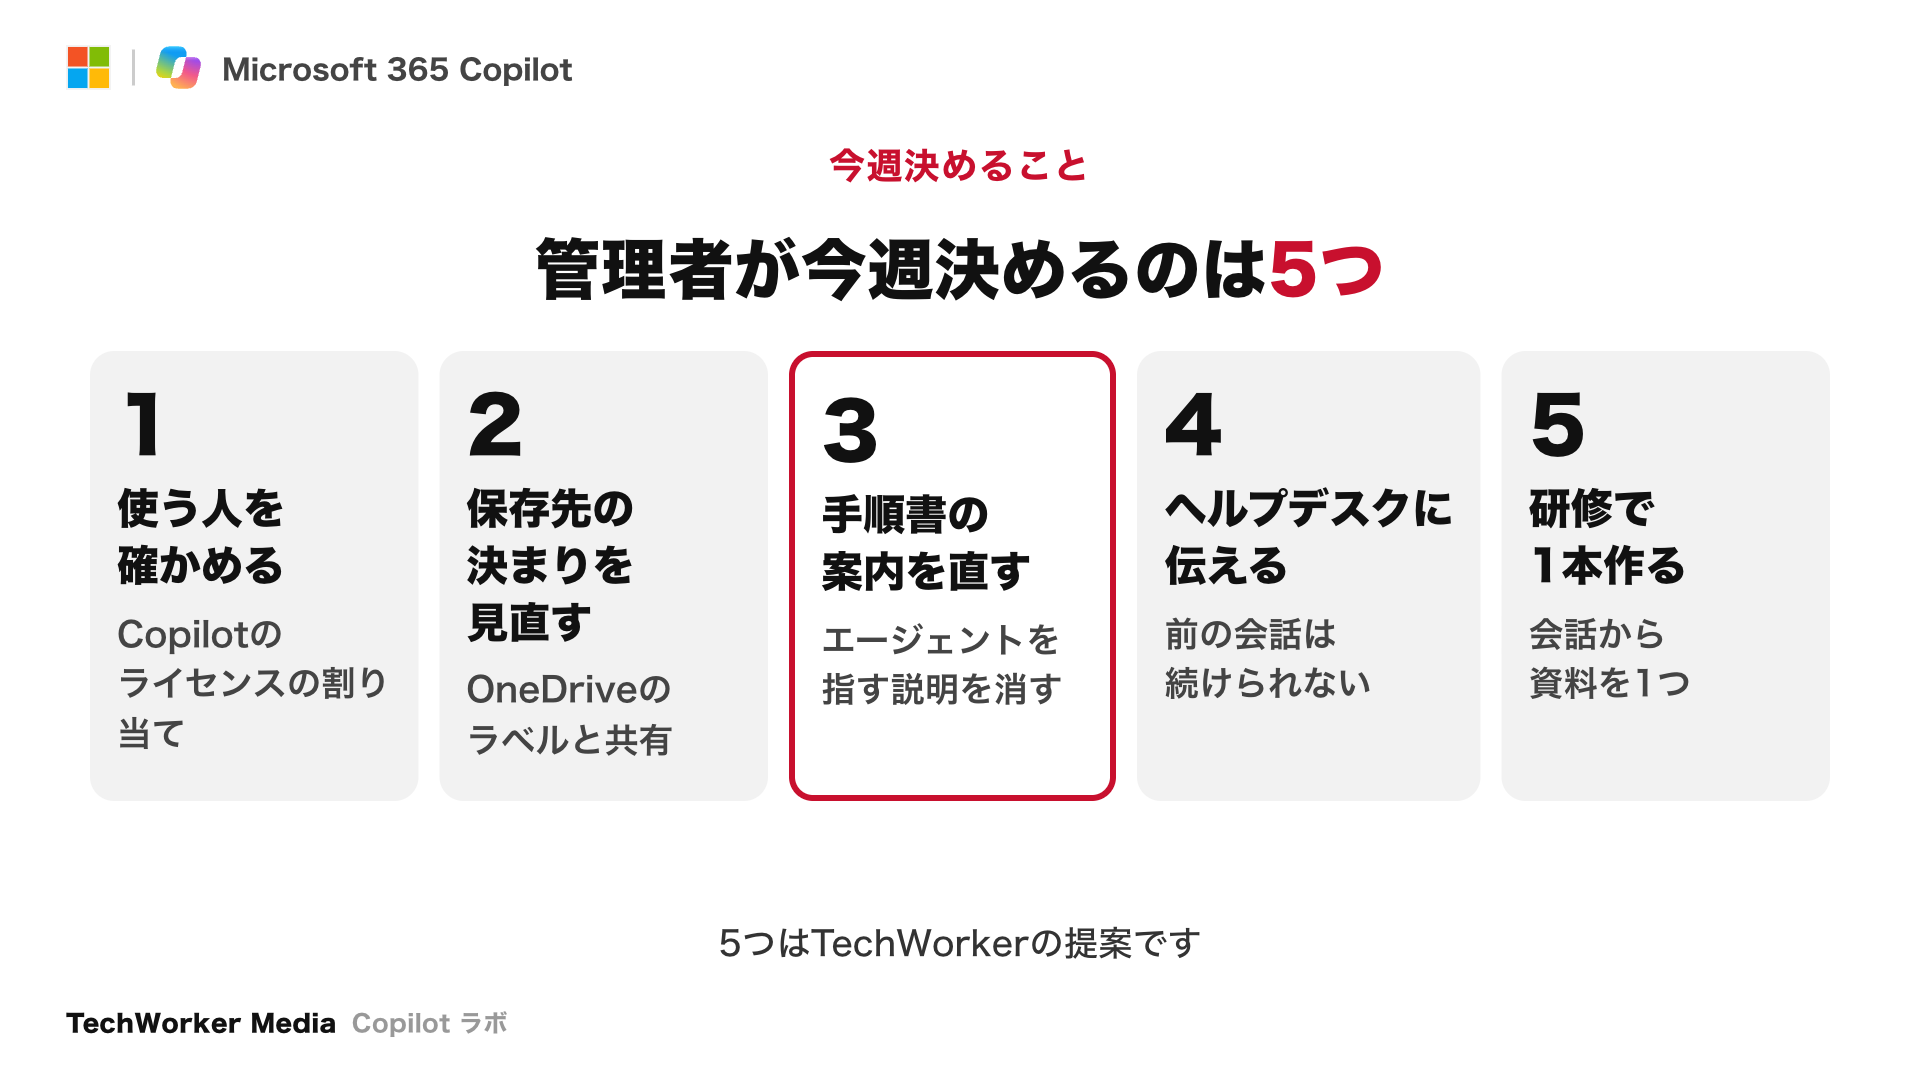 Microsoft 365 Copilot
今週決めること
管理者が今週決めるのは5つ
1
使う人を
確かめる
Copilotの
ライセンスの割り
当て
2
保存先の
決まりを
見直す
OneDriveの
ラベルと共有
3
手順書の
案内を直す
エージェントを
指す説明を消す
4
ヘルプデスクに
伝える
前の会話は
続けられない
5
研修で
1本作る
会話から
資料を1つ
5つはTechWorkerの提案です
TechWorker Media Copilot ラボ